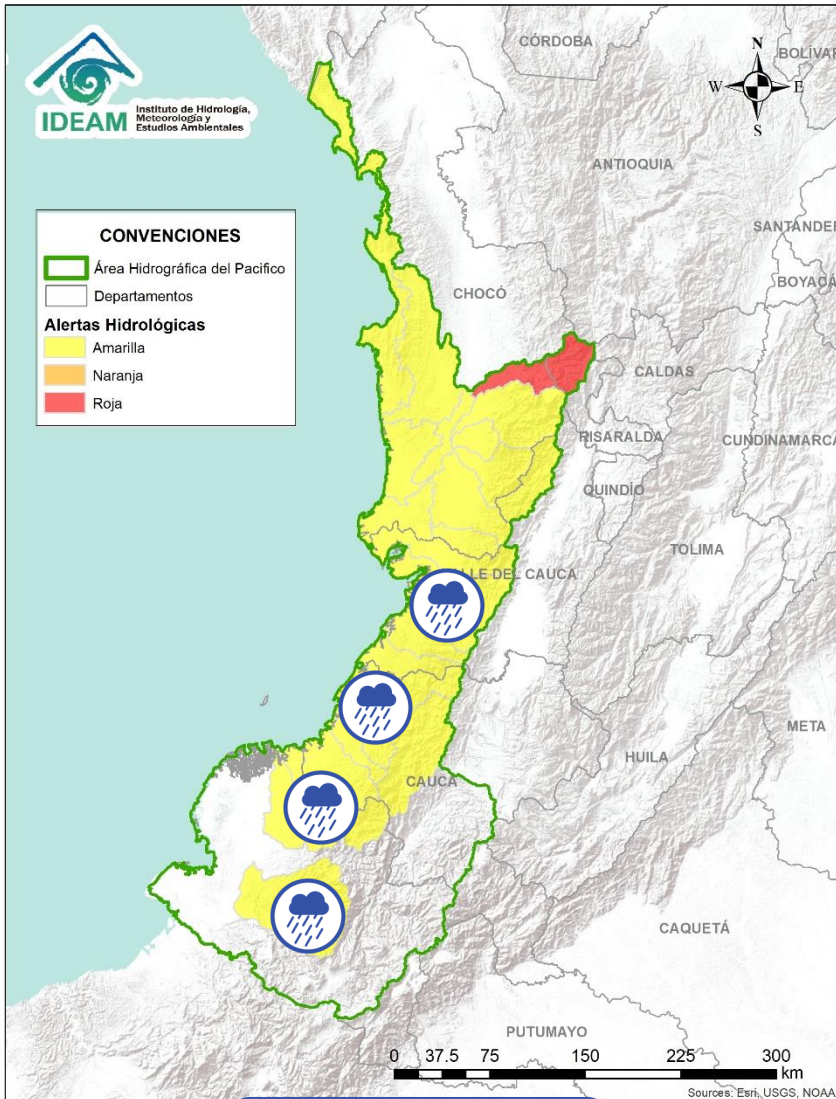 IDEAM
Instituto de Hidrología,
Meteorología y
Estudios Ambientales
CÓRDOBA
BOLÍVAR
N
W
E
S
ANTIOQUIA
SANTANDER
BOYACÁ
CONVENCIONES
Área Hidrográfica del Pacifico
Departamentos
Alertas Hidrológicas
Amarilla
Naranja
Roja
CHOCÓ
CALDAS
RISARALDA
CUNDINAMARCA
QUINDÍO
TOLIMA
LLE DEL CAUCA
META
HUILA
CAUCA
CAQUETÁ
PUTUMAYO
0 37.5 75 150 225 300
km
Sources: Esri, USGS, NOAA